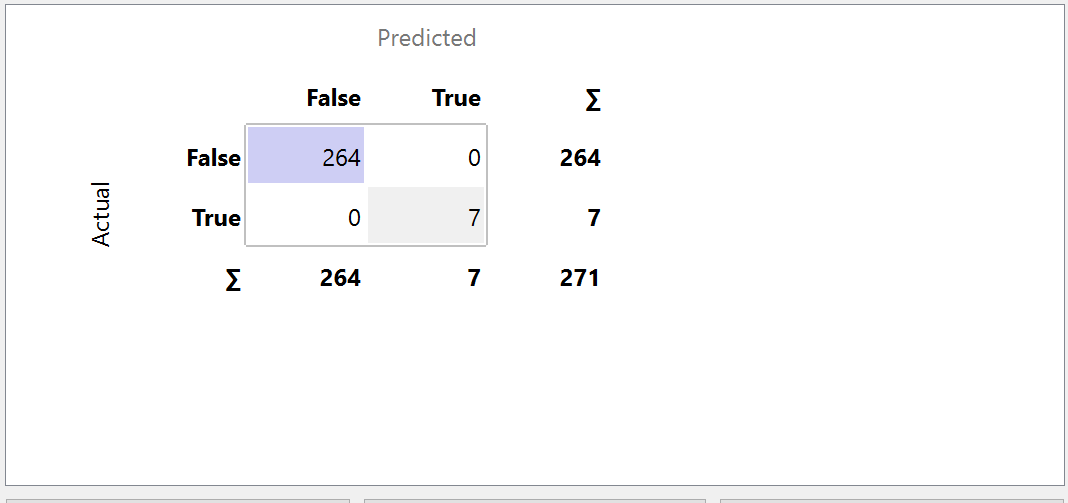 Predicted
False True ∑
False 264 0 264
Actual
True 0 7 7
∑ 264 7 271